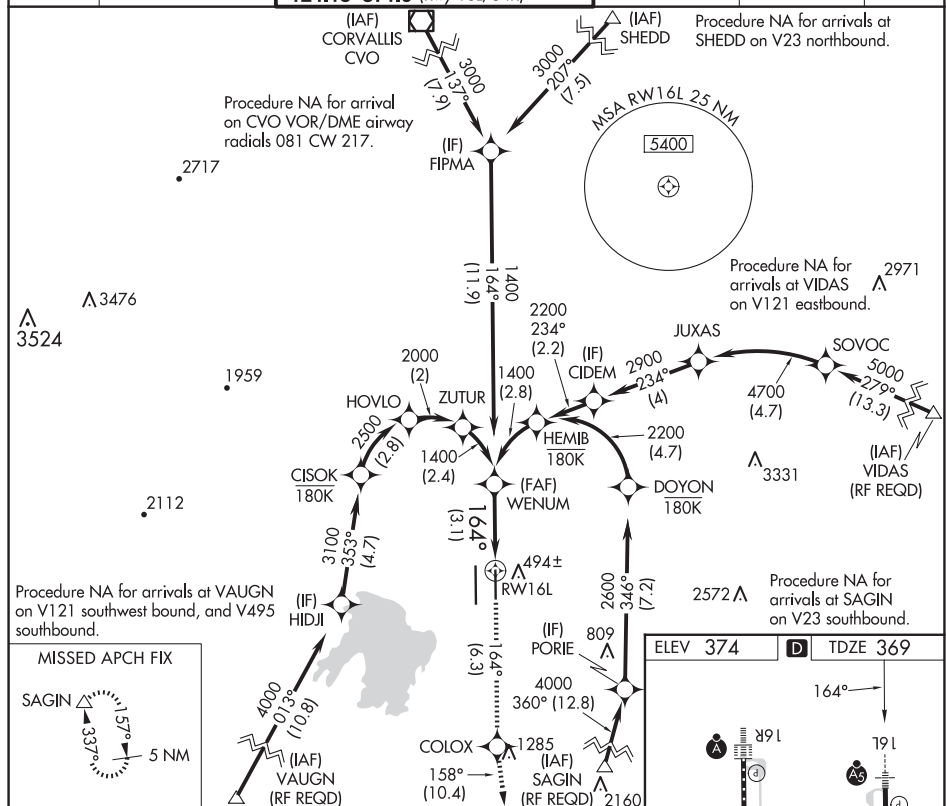 (IAF)
CORVALLIS
CVO
3000
137°
(7.9)
(IAF)
SHEDD
3000
207°
(7.5)
Procedure NA for arrivals at
SHEDD on V23 northbound.
Procedure NA for arrival
on CVO VOR/DME airway
radials 081 CW 217.
(IF)
FIPMA
MSA RW16L 25 NM
5400
2717
1400
164°
(11.9)
Procedure NA for
arrivals at VIDAS
on V121 eastbound.
2971
3476
3524
2200
234°
(2.2)
(IF)
CIDEM
JUXAS
2900
234°
(4)
SOVOC
5000
279°
(13.3)
4700
(4.7)
1959
2000
(2)
HOVLO
ZUTUR
1400
(2.8)
2500
(2.8)
HEMIB
180K
2200
(4.7)
1400
(2.4)
CISOK
180K
(FAF)
WENUM
DOYON
180K
3331
(IAF)
VIDAS
(RF REQD)
2112
164°
(3.1)
3100
353°
(4.7)
494±
RW16L
2600
346°
(7.2)
2572
Procedure NA for
arrivals at SAGIN
on V23 southbound.
Procedure NA for arrivals at VAUGN
on V121 southwest bound, and V495
southbound.
(IF)
HIDJI
(IF)
PORIE
809
MISSED APCH FIX
SAGIN
157°
337°
5 NM
4000
013°
(10.8)
(IAF)
VAUGN
(RF REQD)
164°
(6.3)
4000
360° (12.8)
COLOX
1285
158°
(10.4)
(IAF)
SAGIN
(RF REQD)
2160
ELEV 374
D
TDZE 369
164°
16R
16L
A
P
A5
P